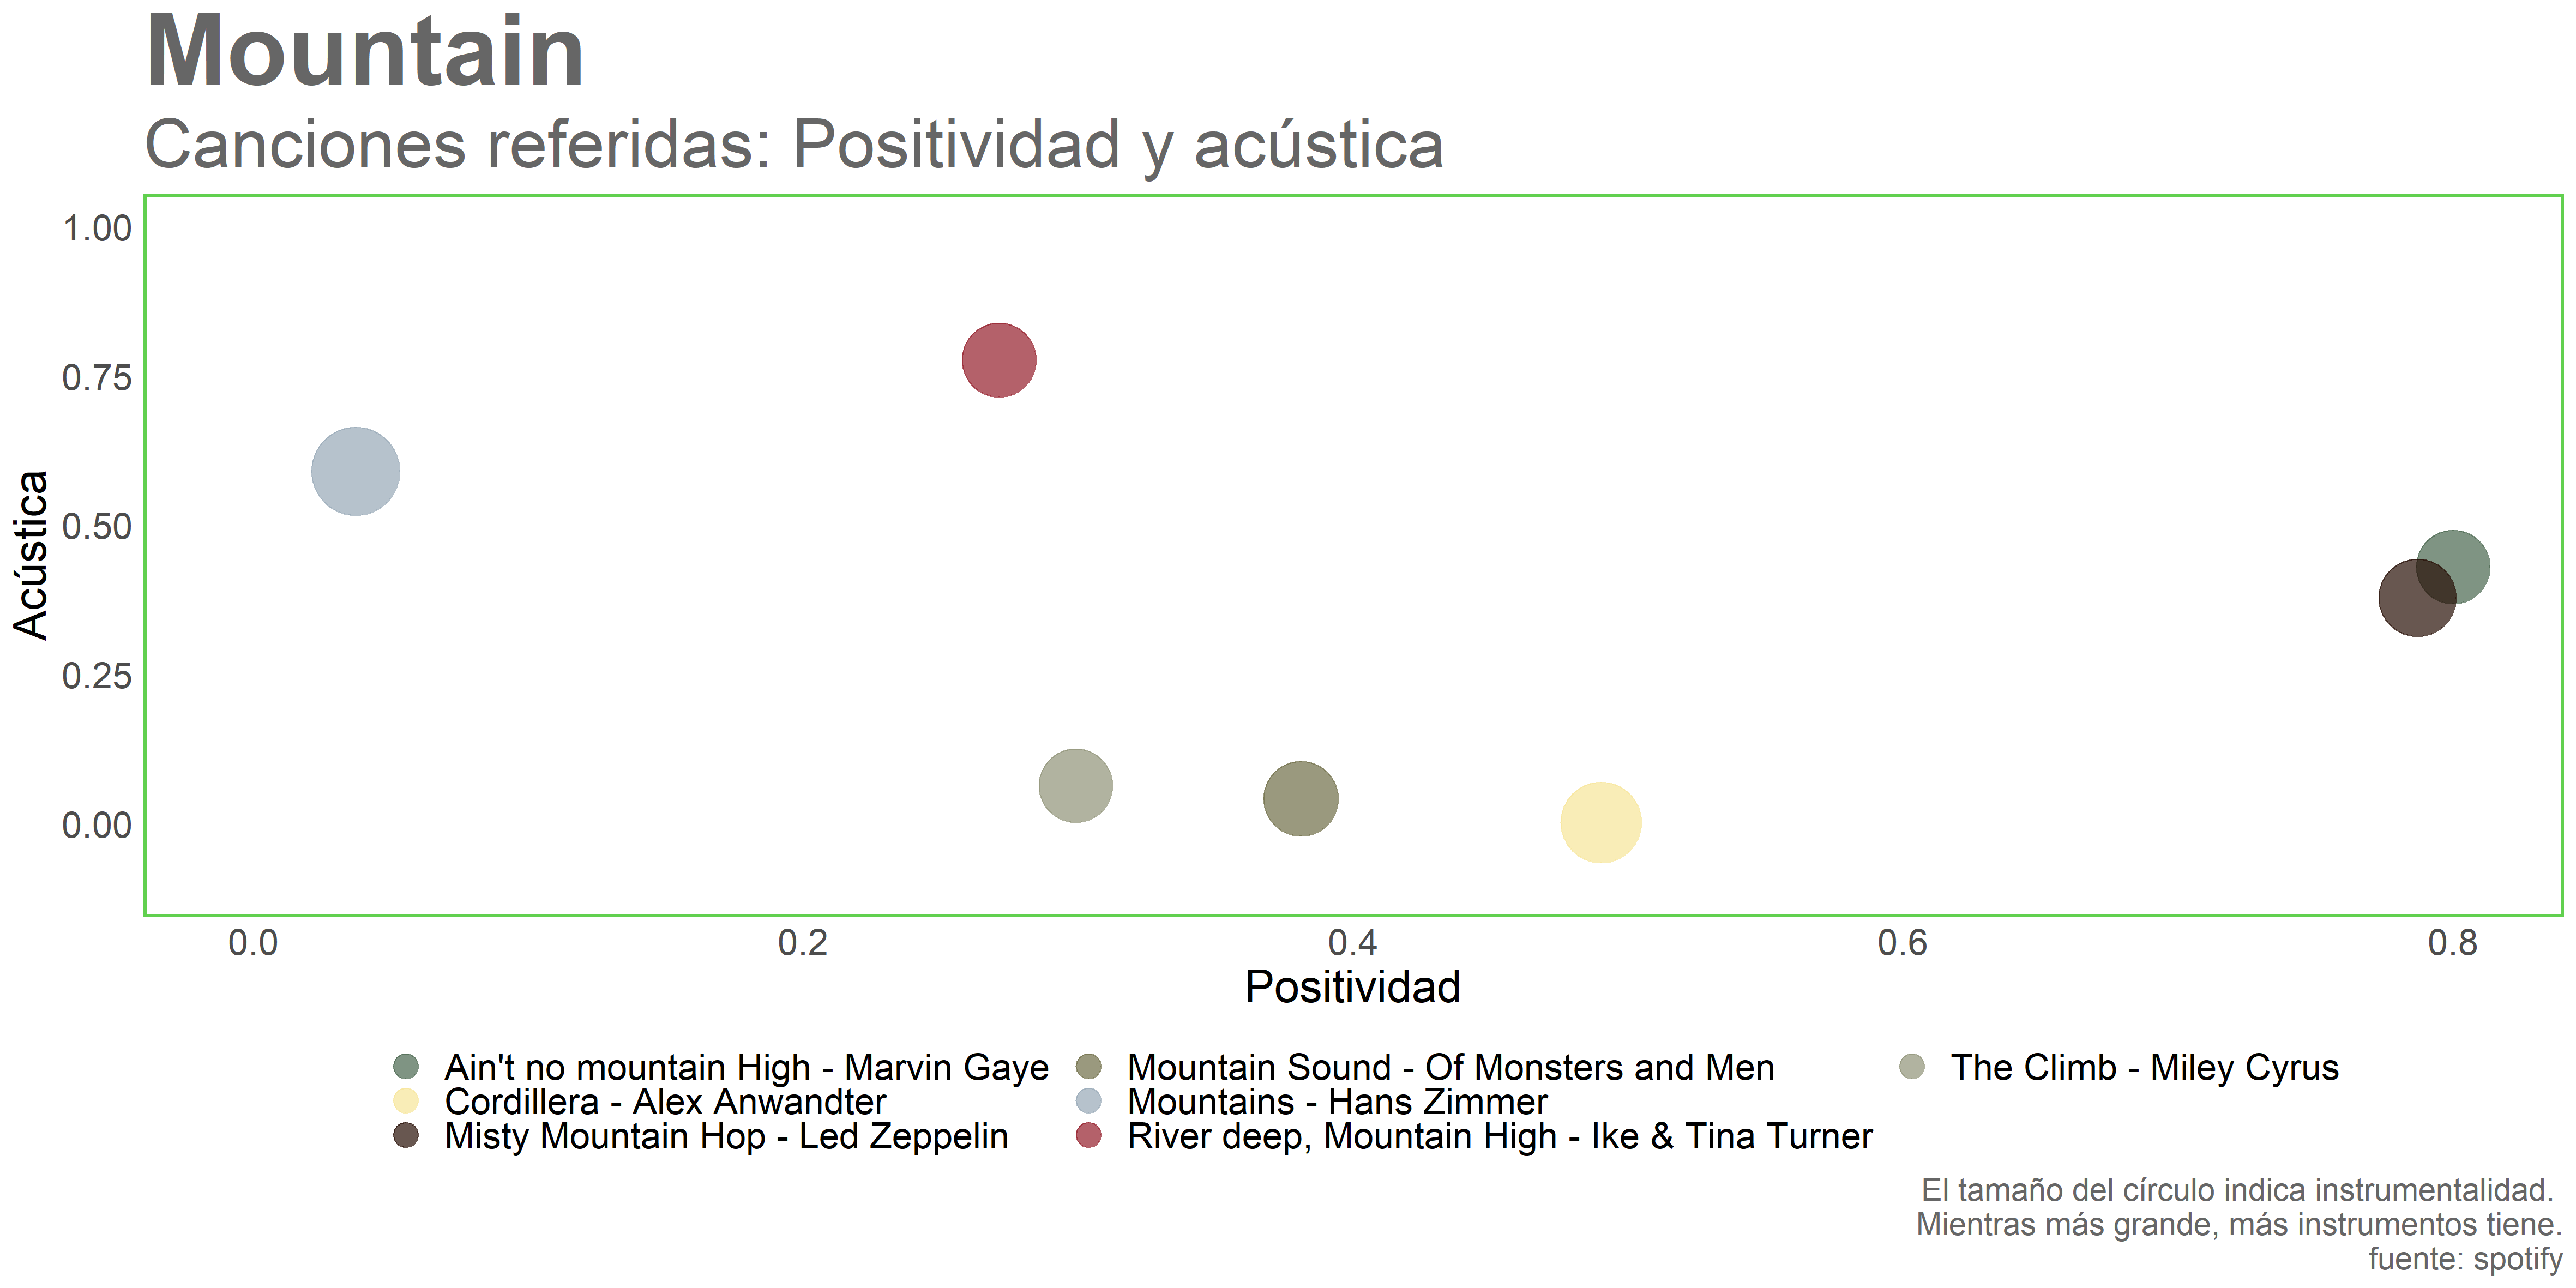 Mountain
Canciones referidas: Positividad y acústica
1.00
0.75
0.50
0.25
0.00
Acústica
0.0 0.2 0.4 0.6 0.8
Positividad
Ain't no mountain High - Marvin Gaye
Cordillera - Alex Anwandter
Misty Mountain Hop - Led Zeppelin
Mountain Sound - Of Monsters and Men
Mountains - Hans Zimmer
River deep, Mountain High - Ike & Tina Turner
The Climb - Miley Cyrus
El tamaño del círculo indica instrumentalidad.
Mientras más grande, más instrumentos tiene.
fuente: spotify